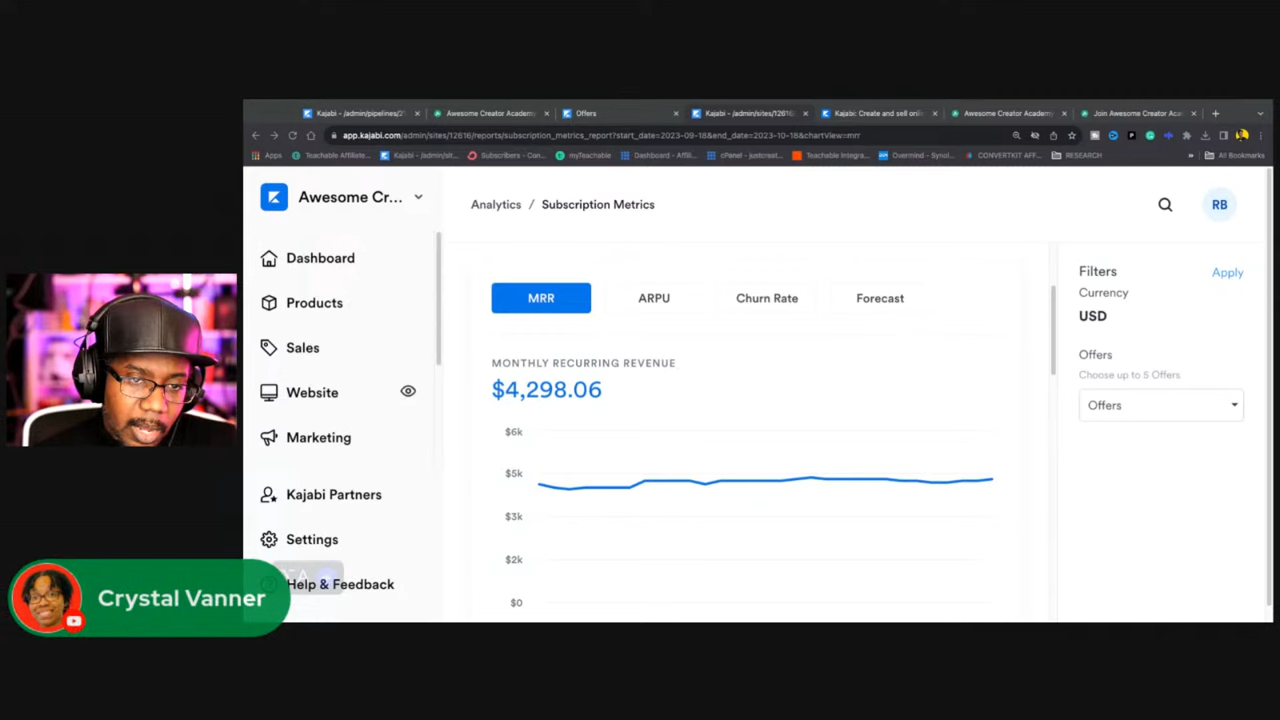 Kajabi - /admin/pipelines/2
Awesome Creator Academy
Offers
Kajabi - /admin/sites/12616
Kajabi: Create and sell onl
Awesome Creator Academy
Join Awesome Creator Ac
app.kajabi.com/admin/sites/12616/reports/subscription_metrics_report?start_date=2023-09-18&end_date=2023-10-18&chartView=mrr
Apps
Teachable Affiliate...
Kajabi - /admin/sit...
Subscribers - Con...
myTeachable
Dashboard - Affili...
cPanel - justcreat...
Teachable Integra...
Overmind - Synol...
CONVERTKIT AFF...
RESEARCH
»
All Bookmarks
Awesome Cr...
Analytics / Subscription Metrics
RB
Dashboard
Products
Sales
Website
Marketing
Kajabi Partners
Settings
Help & Feedback
MRR
ARPU
Churn Rate
Forecast
MONTHLY RECURRING REVENUE
$4,298.06
$6k
$5k
$3k
$2k
$0
Filters
Apply
Currency
USD
Offers
Choose up to 5 Offers
Offers
Crystal Vanner